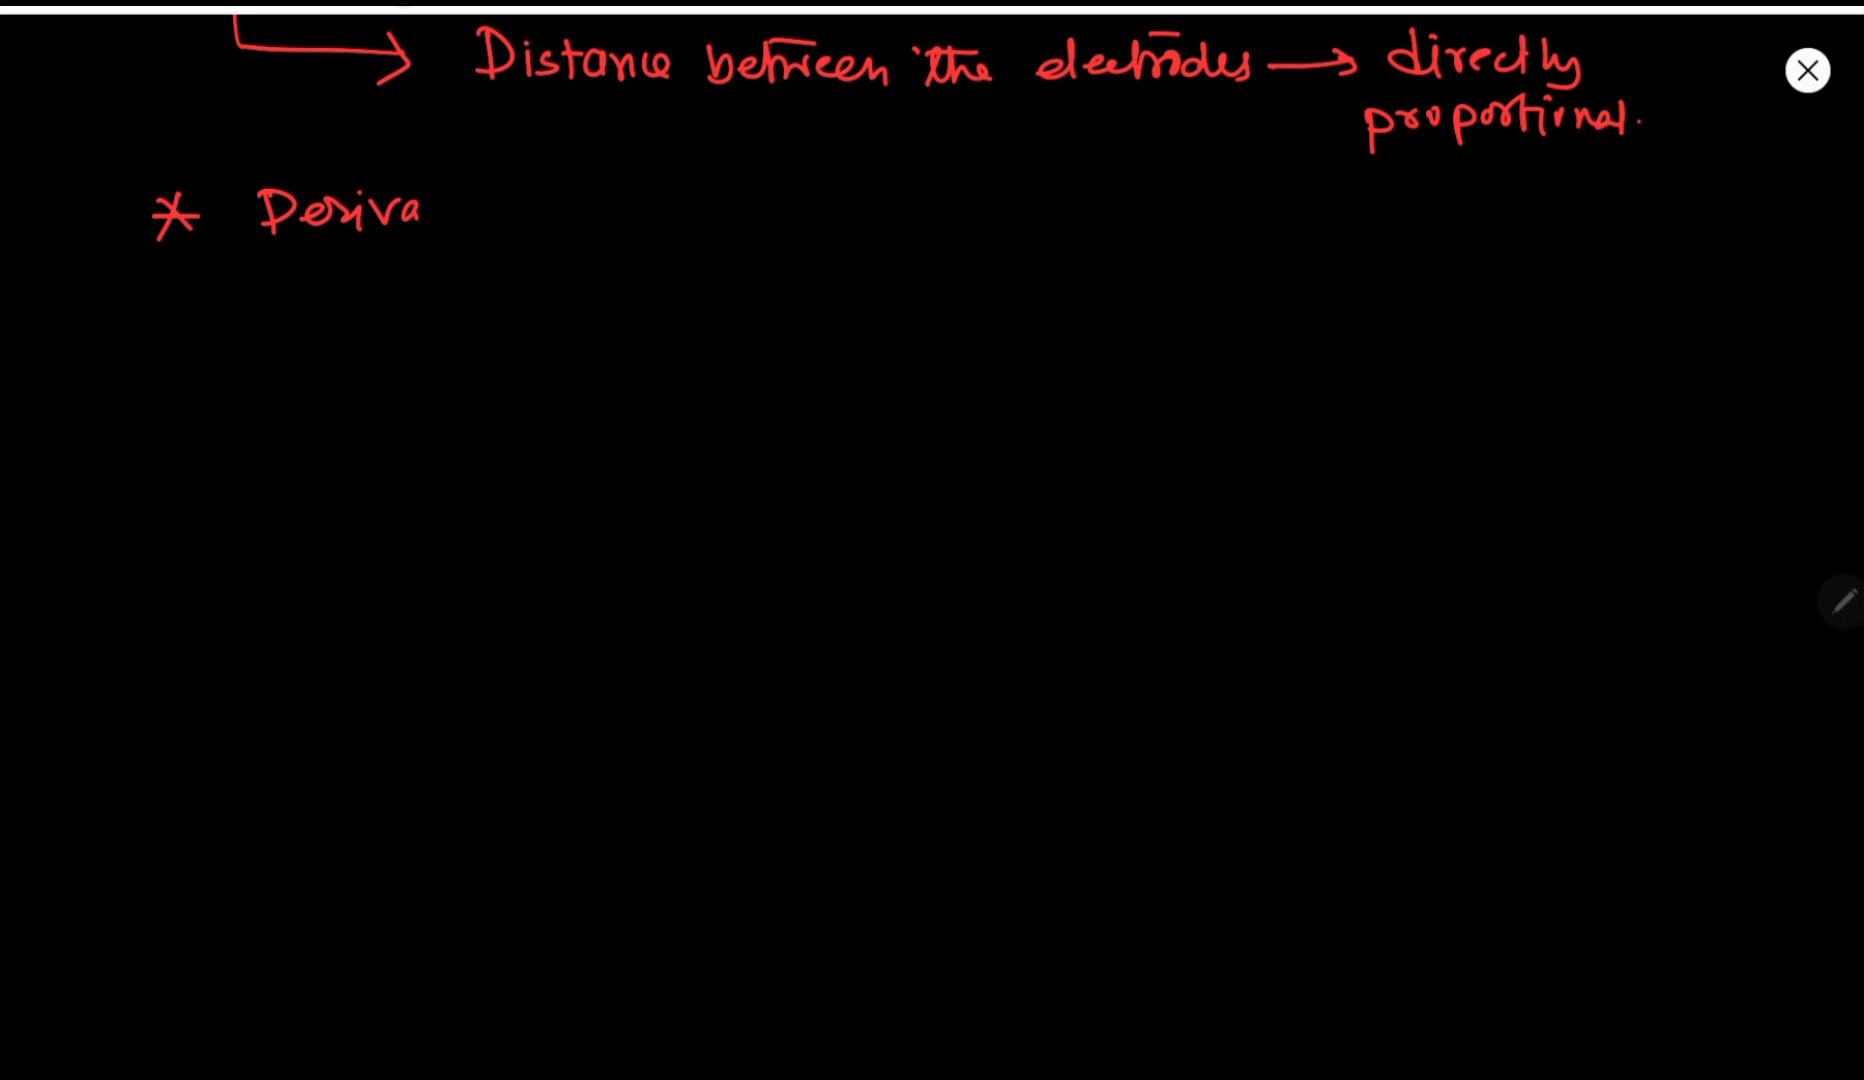 Distance between the electrodes → directly
proportional.
* Deriva